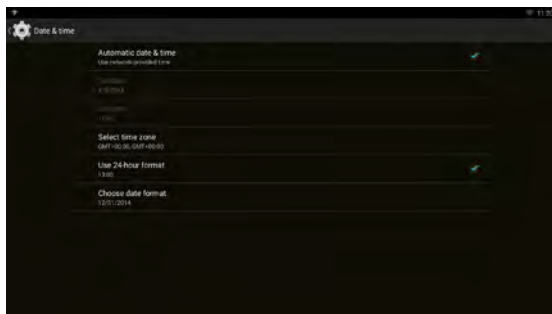 Date & time
Automatic date & time
Use network-provided time
Select time zone
GMT+00:00, GMT+00:00
Use 24-hour format
13:00
Choose date format
12/31/2014